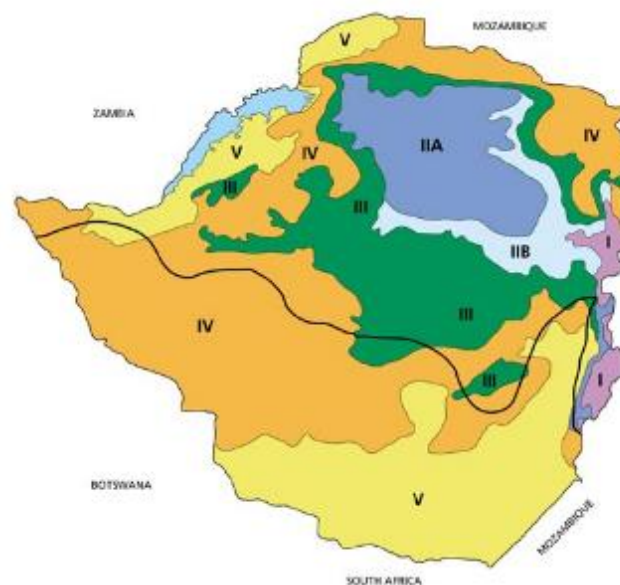 MOZAMBIQUE
V
ZAMBIA
IIA
IV
V
IV
III
III
I
IIB
III
IV
III
I
BOTSWANA
V
MOZAMBIQUE
SOUTH AFRICA